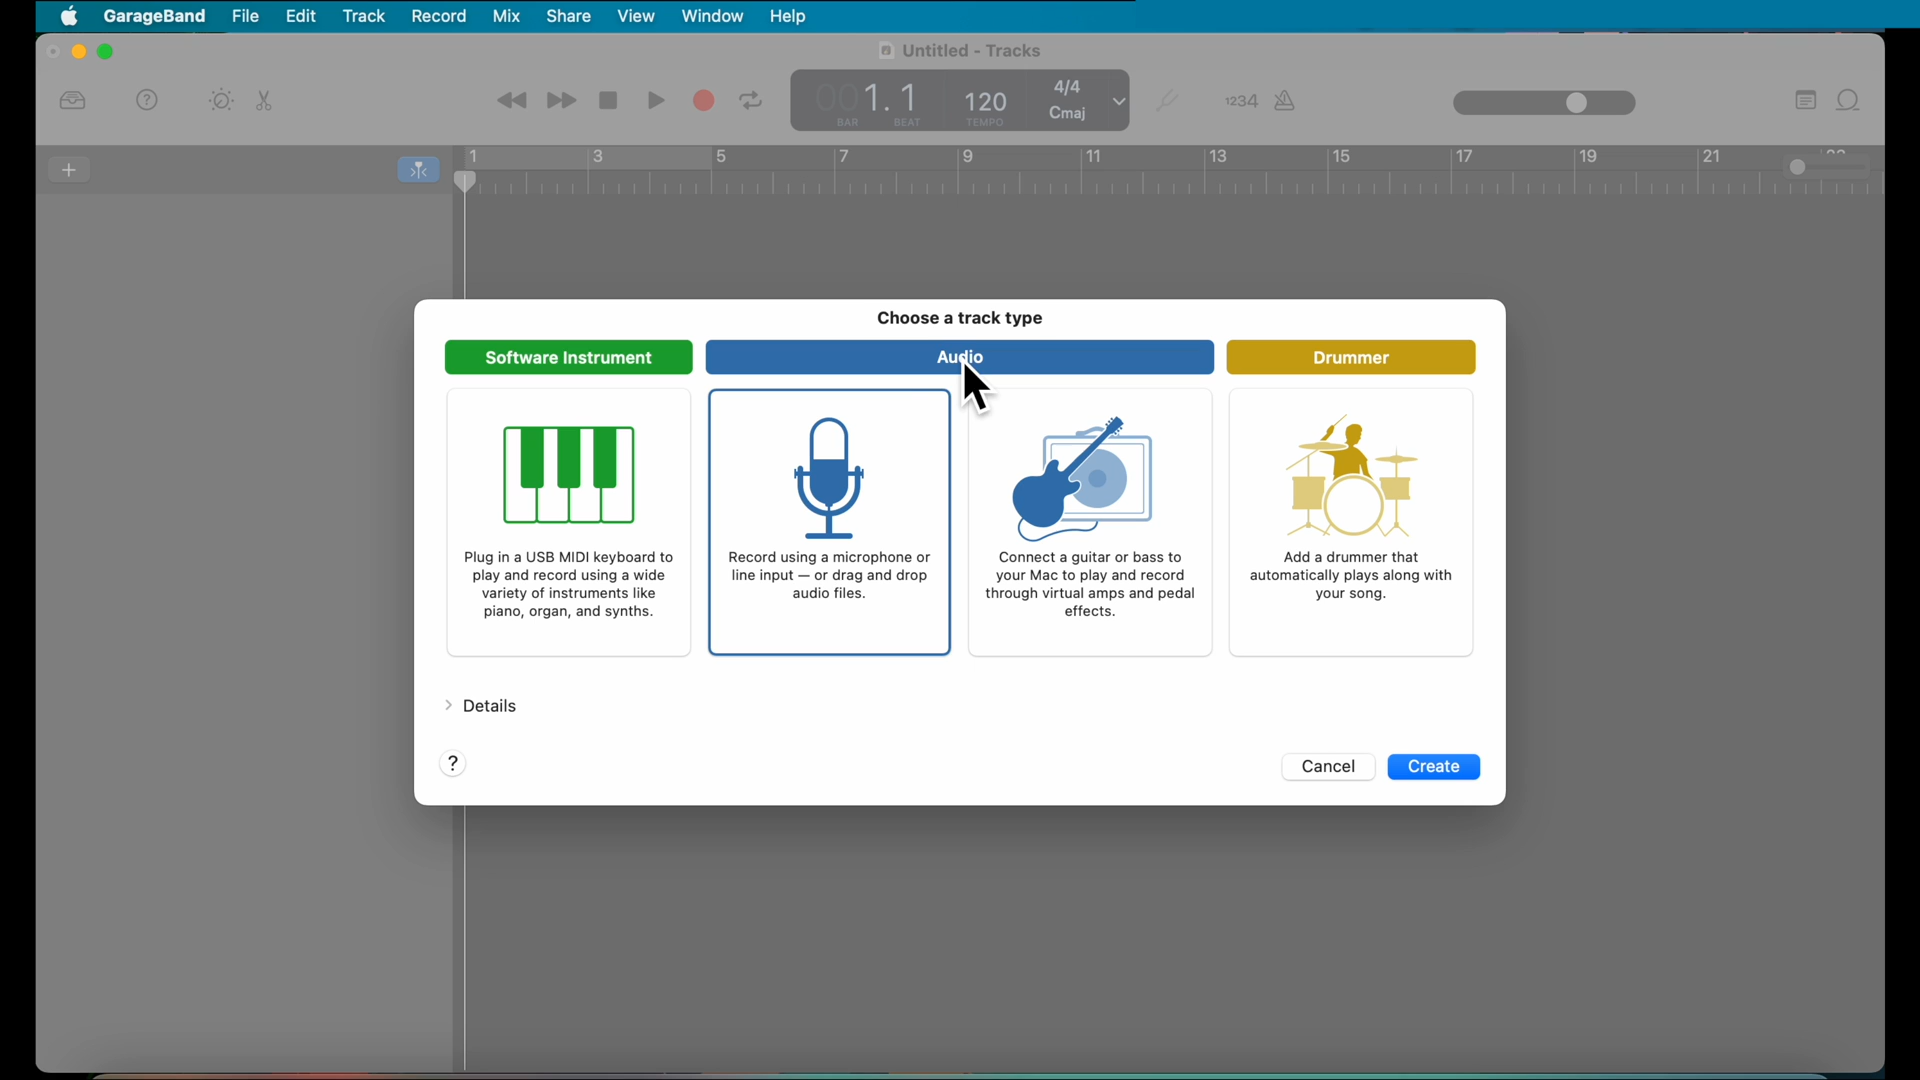 GarageBand File Edit Track Record Mix Share View Window Help
Untitled - Tracks
001.1 120 4/4
BAR BEAT TEMPO Cmaj
1234
1 3 5 7 9 11 13 15 17 19 21
Choose a track type
Software Instrument
Plug in a USB MIDI keyboard to
play and record using a wide
variety of instruments like
piano, organ, and synths.
Audio
Record using a microphone or
line input — or drag and drop
audio files.
Connect a guitar or bass to
your Mac to play and record
through virtual amps and pedal
effects.
Drummer
Add a drummer that
automatically plays along with
your song.
Details
?
Cancel Create